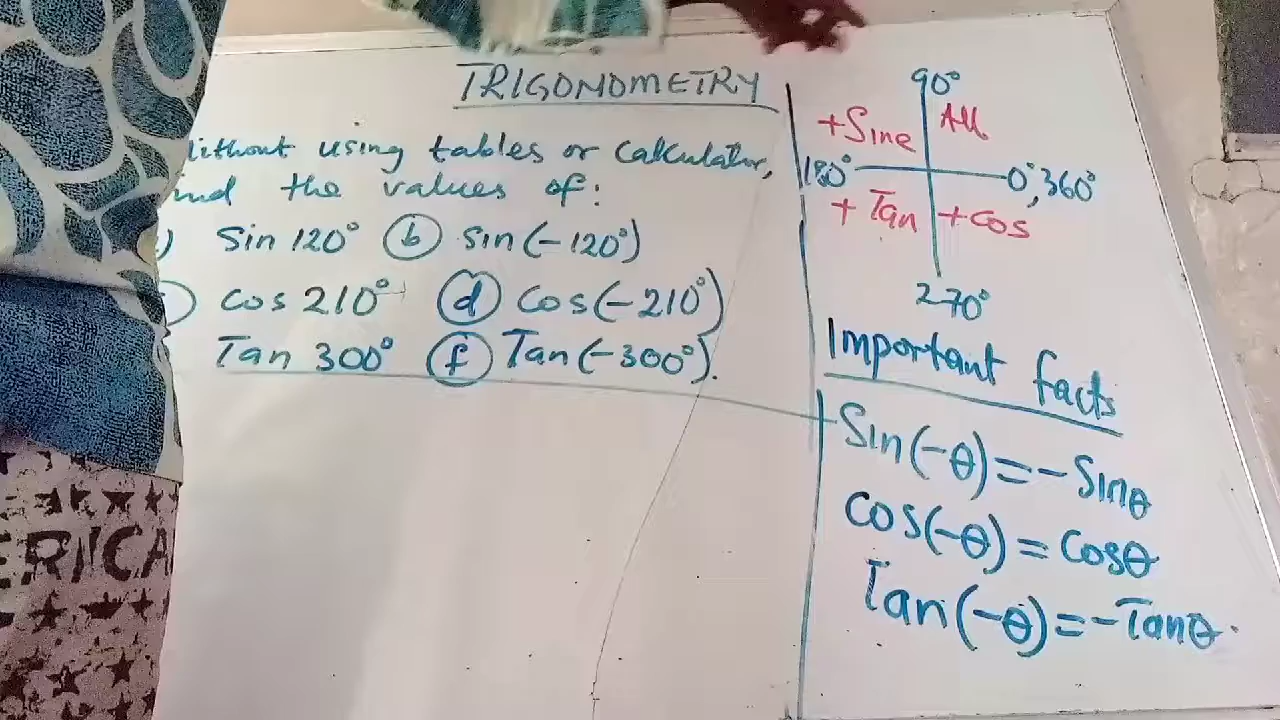 TRIGONOMETRY
ithout using tables or Calculator,
ind the values of:
) Sin 120° (b) Sin(-120°)
) Cos 210° (d) Cos(-210°)
Tan 300° (f) Tan(-300°).
90°
+Sine All
180° 0°,360°
+ Tan +Cos
270°
Important facts
Sin(-θ)=-Sinθ
Cos(-θ)=Cosθ
Tan(-θ)=-Tanθ.
ERICA